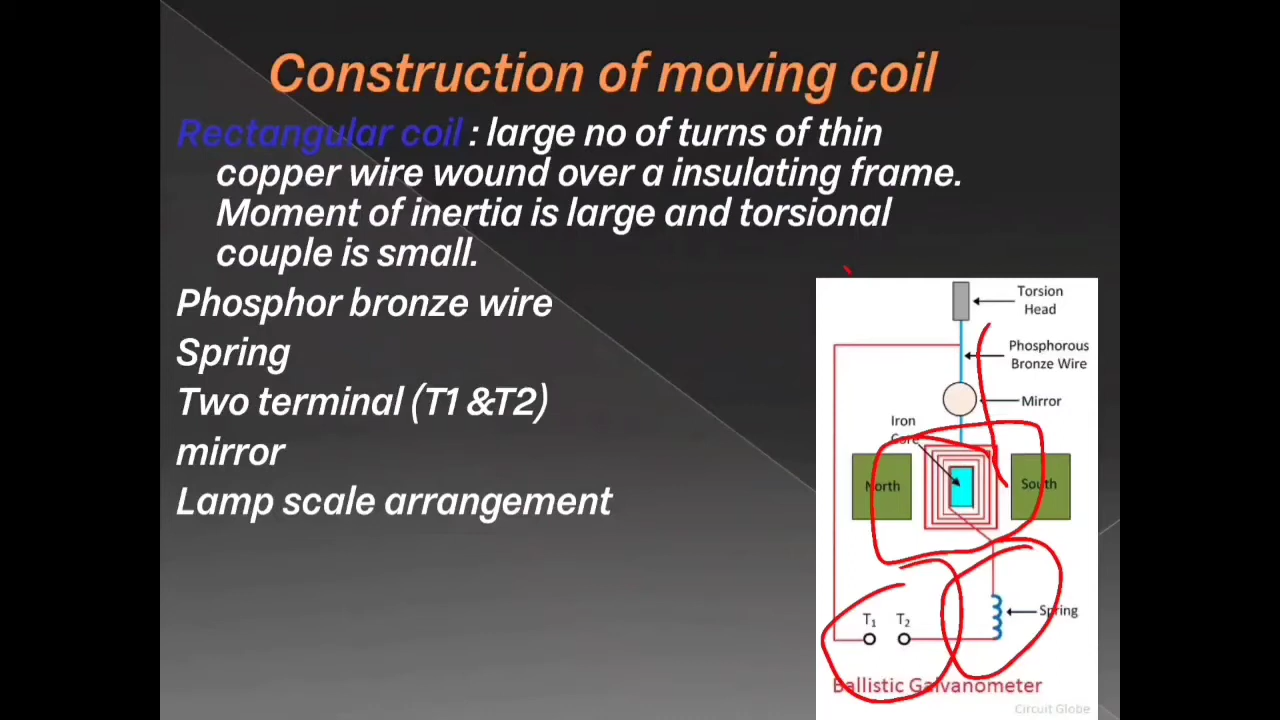 Construction of moving coil
Rectangular coil : large no of turns of thin
copper wire wound over a insulating frame.
Moment of inertia is large and torsional
couple is small.
Phosphor bronze wire
Spring
Two terminal (T1 &T2)
mirror
Lamp scale arrangement
Torsion
Head
Phosphorous
Bronze Wire
Mirror
Iron
Core
North
South
T1
T2
Spring
Ballistic Galvanometer
Circuit Globe